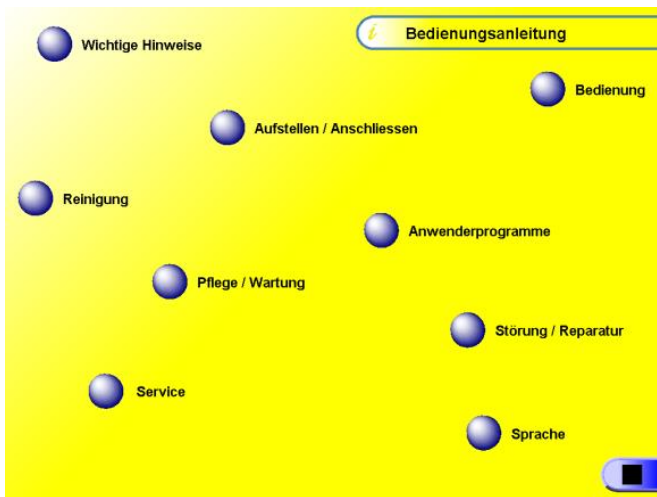 i Bedienungsanleitung
Wichtige Hinweise
Bedienung
Aufstellen / Anschliessen
Reinigung
Anwenderprogramme
Pflege / Wartung
Störung / Reparatur
Service
Sprache